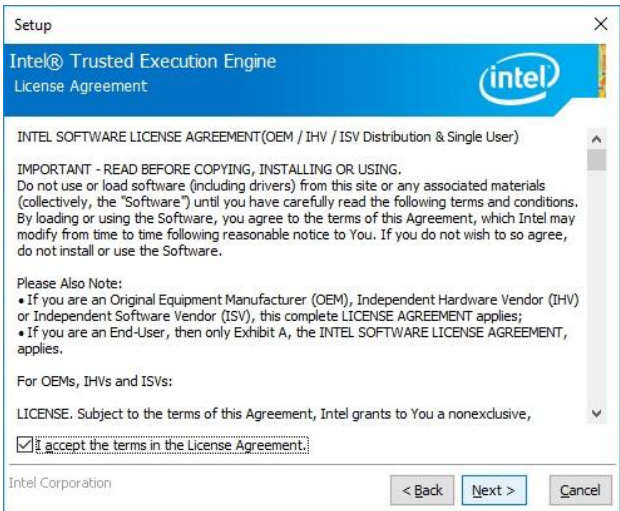 Setup
Intel® Trusted Execution Engine
License Agreement
intel
INTEL SOFTWARE LICENSE AGREEMENT(OEM / IHV / ISV Distribution & Single User)
IMPORTANT - READ BEFORE COPYING, INSTALLING OR USING.
Do not use or load software (including drivers) from this site or any associated materials
(collectively, the "Software") until you have carefully read the following terms and conditions.
By loading or using the Software, you agree to the terms of this Agreement, which Intel may
modify from time to time following reasonable notice to You. If you do not wish to so agree,
do not install or use the Software.
Please Also Note:
• If you are an Original Equipment Manufacturer (OEM), Independent Hardware Vendor (IHV)
or Independent Software Vendor (ISV), this complete LICENSE AGREEMENT applies;
• If you are an End-User, then only Exhibit A, the INTEL SOFTWARE LICENSE AGREEMENT,
applies.
For OEMs, IHVs and ISVs:
LICENSE. Subject to the terms of this Agreement, Intel grants to You a nonexclusive,
I accept the terms in the License Agreement.
Intel Corporation
< Back Next > Cancel